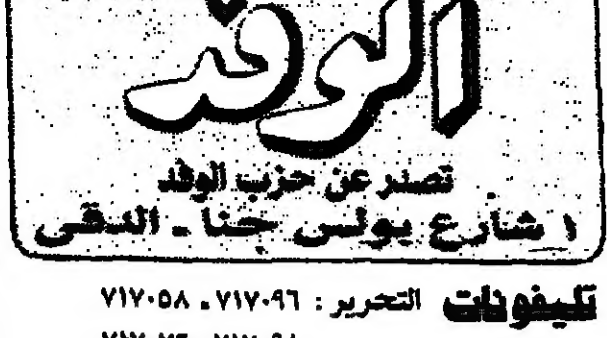 الوفد
تصدر عن حزب الوفد
١ شارع بولس حنا - الدقى
تليفونات التحرير : ٧١٧٠٩٦ - ٧١٧٠٥٨